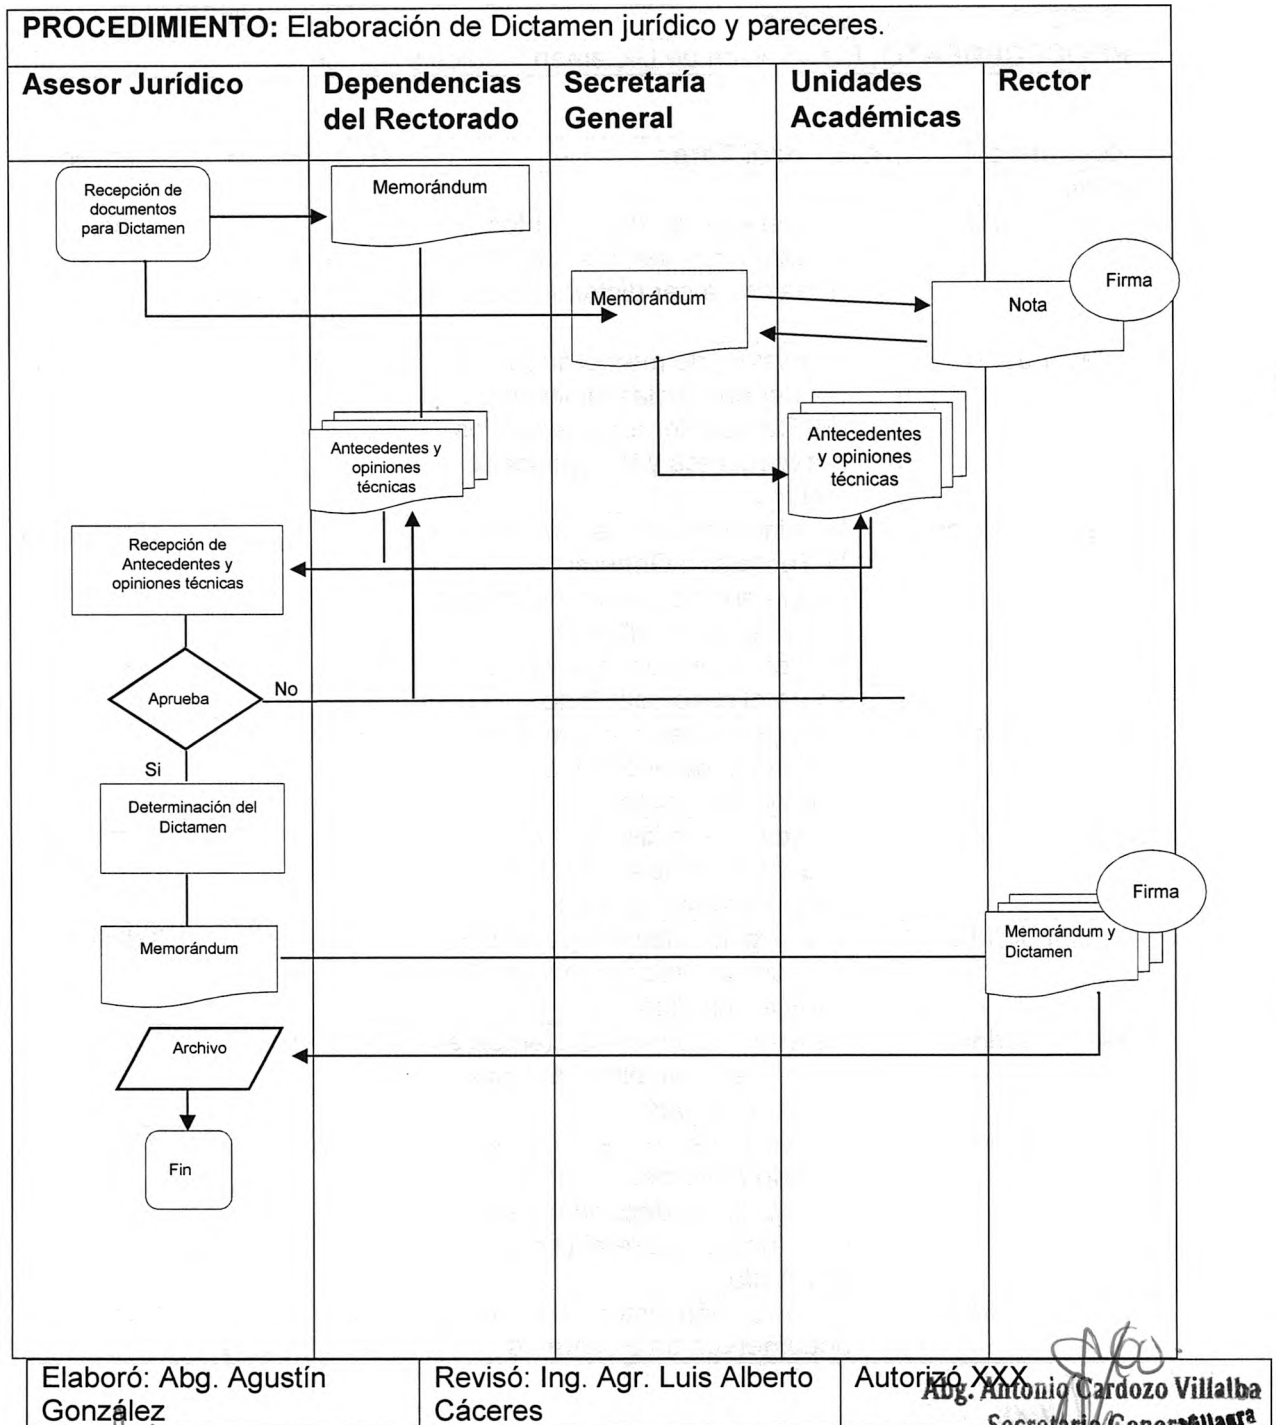 PROCEDIMIENTO: Elaboración de Dictamen jurídico y pareceres.
Asesor Jurídico
Dependencias
del Rectorado
Secretaría
General
Unidades
Académicas
Rector
Recepción de
documentos
para Dictamen
Memorándum
Memorándum
Nota
Firma
Antecedentes y
opiniones
técnicas
Antecedentes
y opiniones
técnicas
Recepción de
Antecedentes y
opiniones técnicas
Aprueba
No
Si
Determinación del
Dictamen
Memorándum
Memorándum y
Dictamen
Firma
Archivo
Fin
Elaboró: Abg. Agustín
González
Revisó: Ing. Agr. Luis Alberto
Cáceres
Autorizó XXX
Abg. Antonio Cardozo Villalba